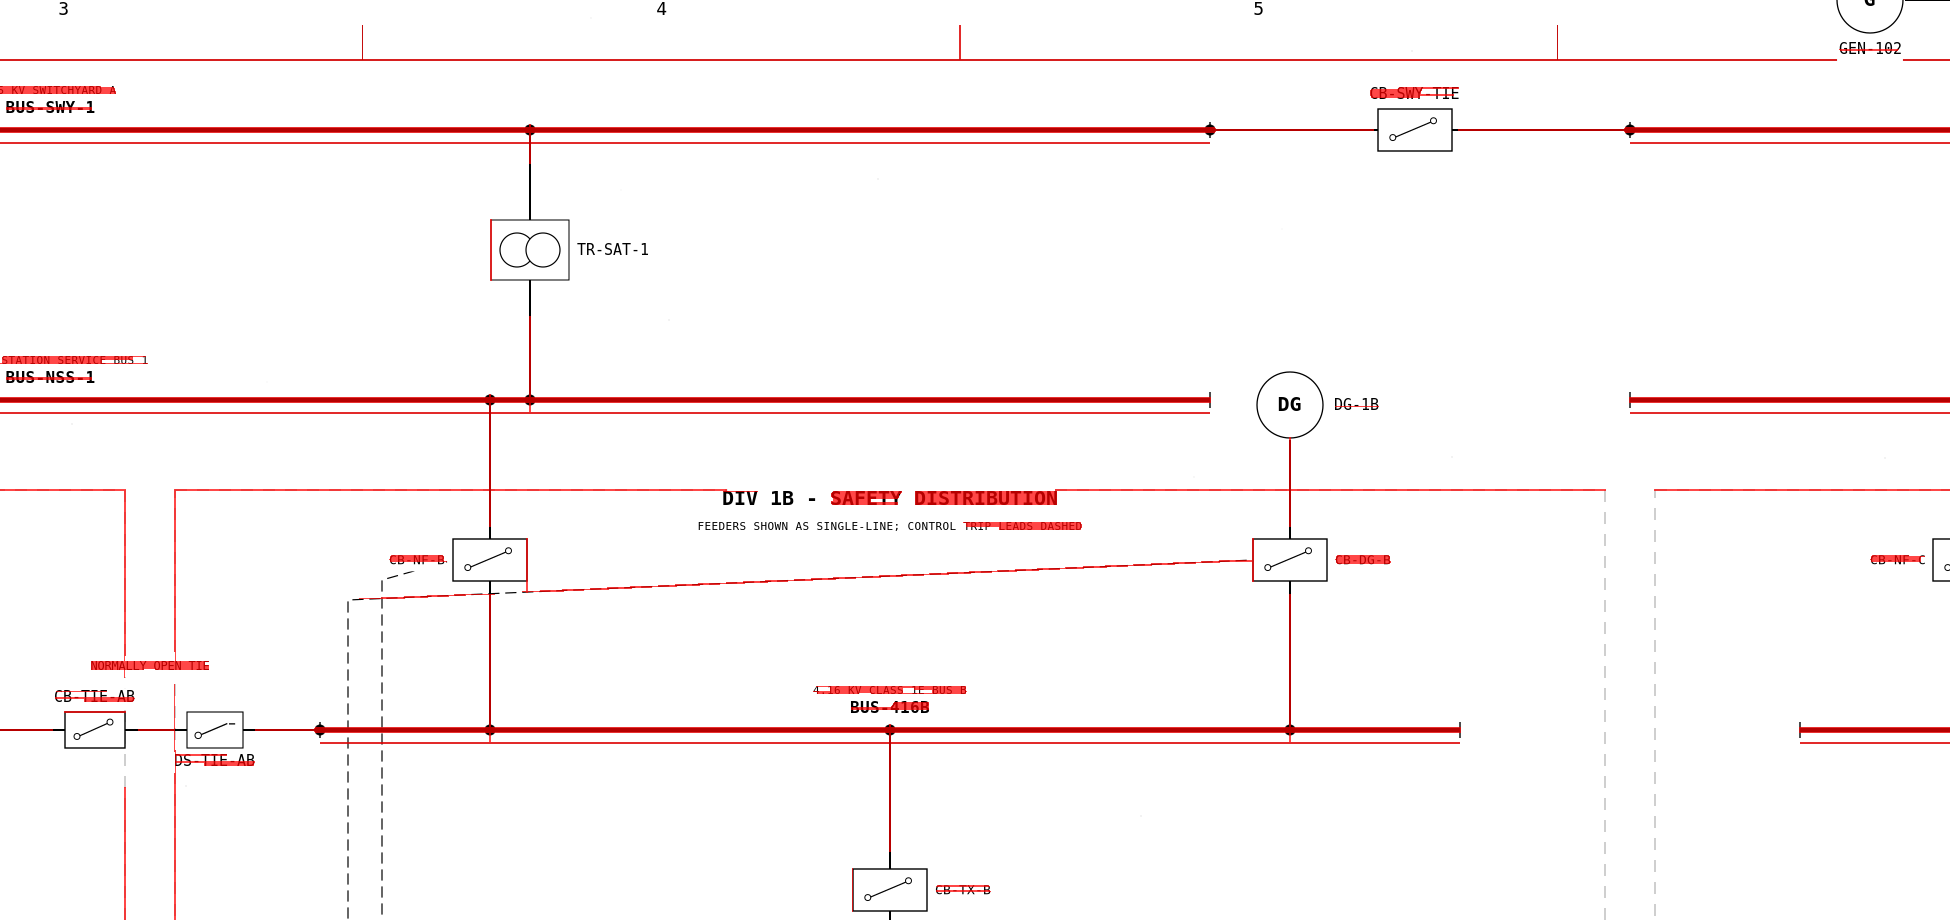 3 4 5
G
GEN-102
KV SWITCHYARD A
BUS-SWY-1
CB-SWY-TIE
TR-SAT-1
STATION SERVICE BUS 1
BUS-NSS-1
DG
DG-1B
DIV 1B - SAFETY DISTRIBUTION
FEEDERS SHOWN AS SINGLE-LINE; CONTROL TRIP LEADS DASHED
CB-NF-B
CB-DG-B
CB-NF-C
NORMALLY OPEN TIE
CB-TIE-AB
4.16 KV CLASS 1E BUS B
BUS-416B
DS-TIE-AB
CB-TX-B